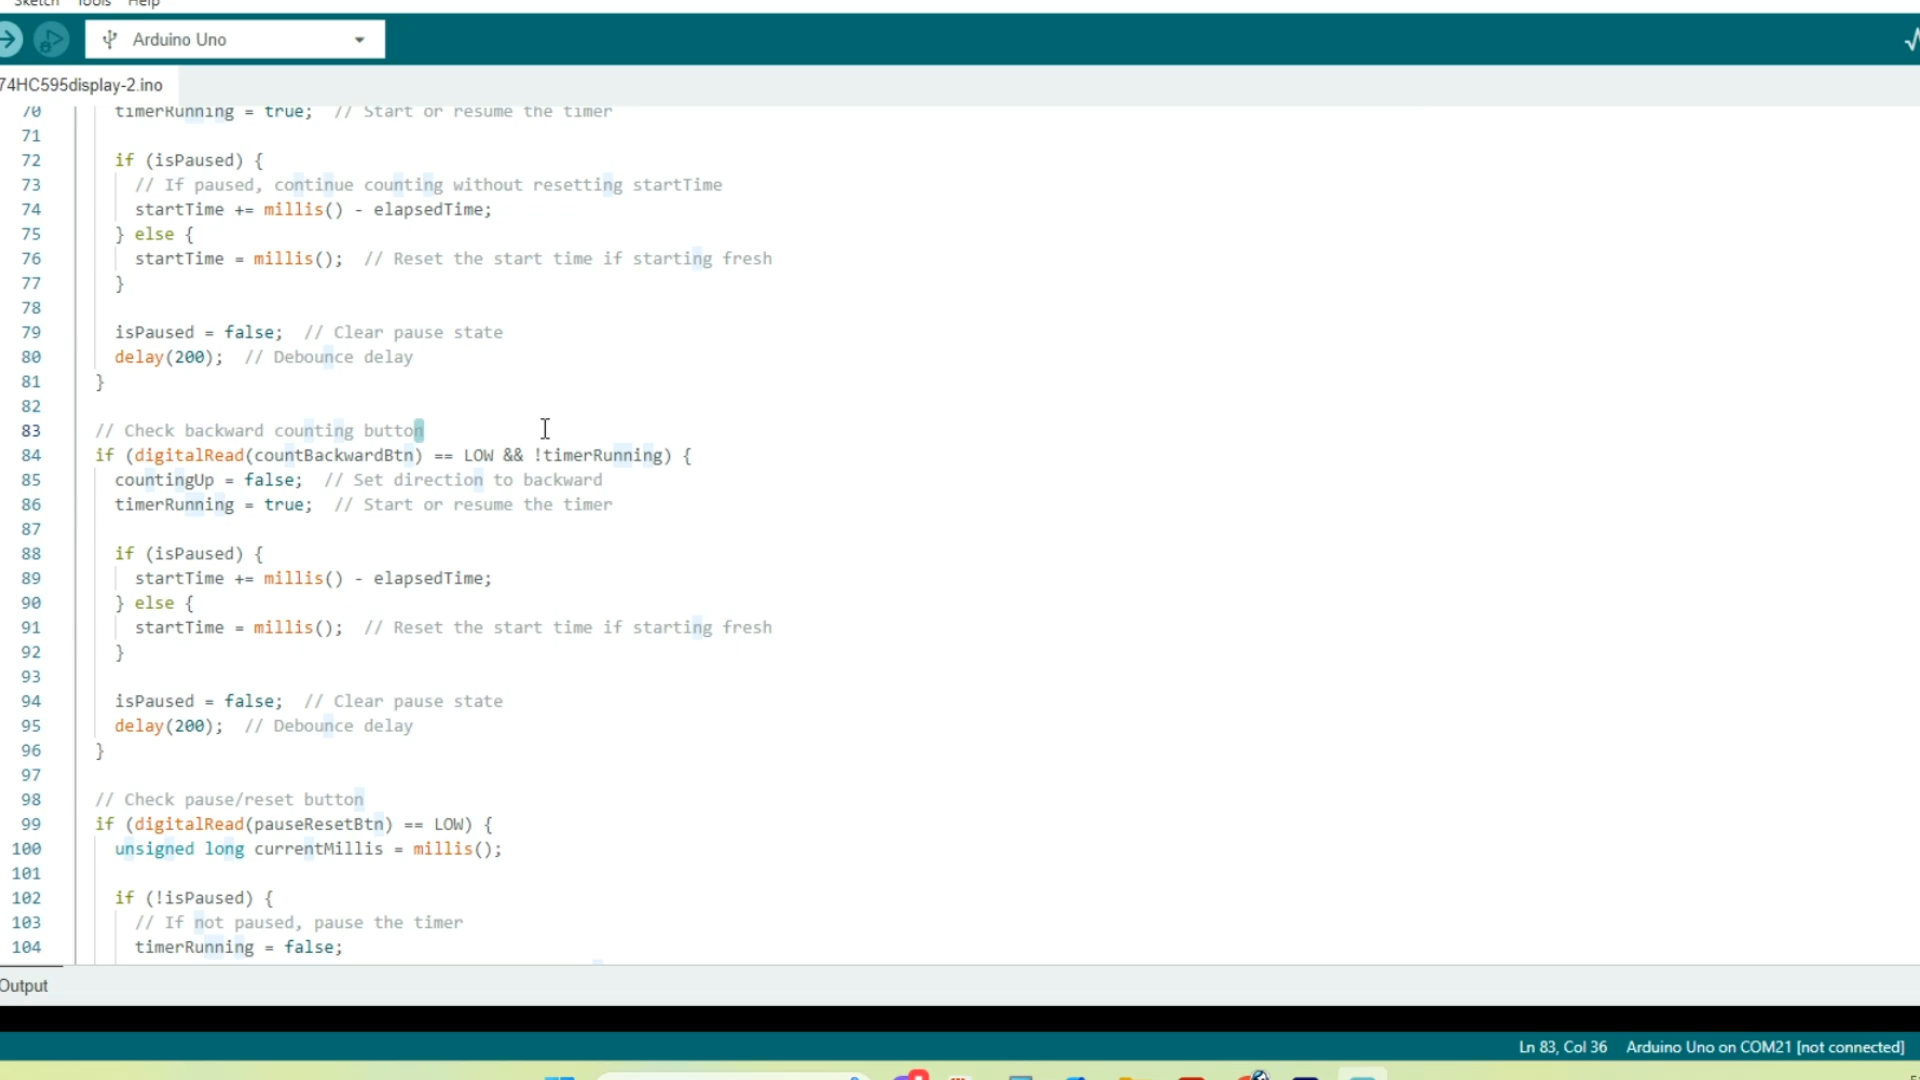 Sketch Tools Help
Arduino Uno
74HC595display-2.ino
70 timerRunning = true; // Start or resume the timer
71
72 if (isPaused) {
73 // If paused, continue counting without resetting startTime
74 startTime += millis() - elapsedTime;
75 } else {
76 startTime = millis(); // Reset the start time if starting fresh
77 }
78
79 isPaused = false; // Clear pause state
80 delay(200); // Debounce delay
81 }
82
83 // Check backward counting button
84 if (digitalRead(countBackwardBtn) == LOW && !timerRunning) {
85 countingUp = false; // Set direction to backward
86 timerRunning = true; // Start or resume the timer
87
88 if (isPaused) {
89 startTime += millis() - elapsedTime;
90 } else {
91 startTime = millis(); // Reset the start time if starting fresh
92 }
93
94 isPaused = false; // Clear pause state
95 delay(200); // Debounce delay
96 }
97
98 // Check pause/reset button
99 if (digitalRead(pauseResetBtn) == LOW) {
100 unsigned long currentMillis = millis();
101
102 if (!isPaused) {
103 // If not paused, pause the timer
104 timerRunning = false;
Output
Ln 83, Col 36 Arduino Uno on COM21 [not connected]